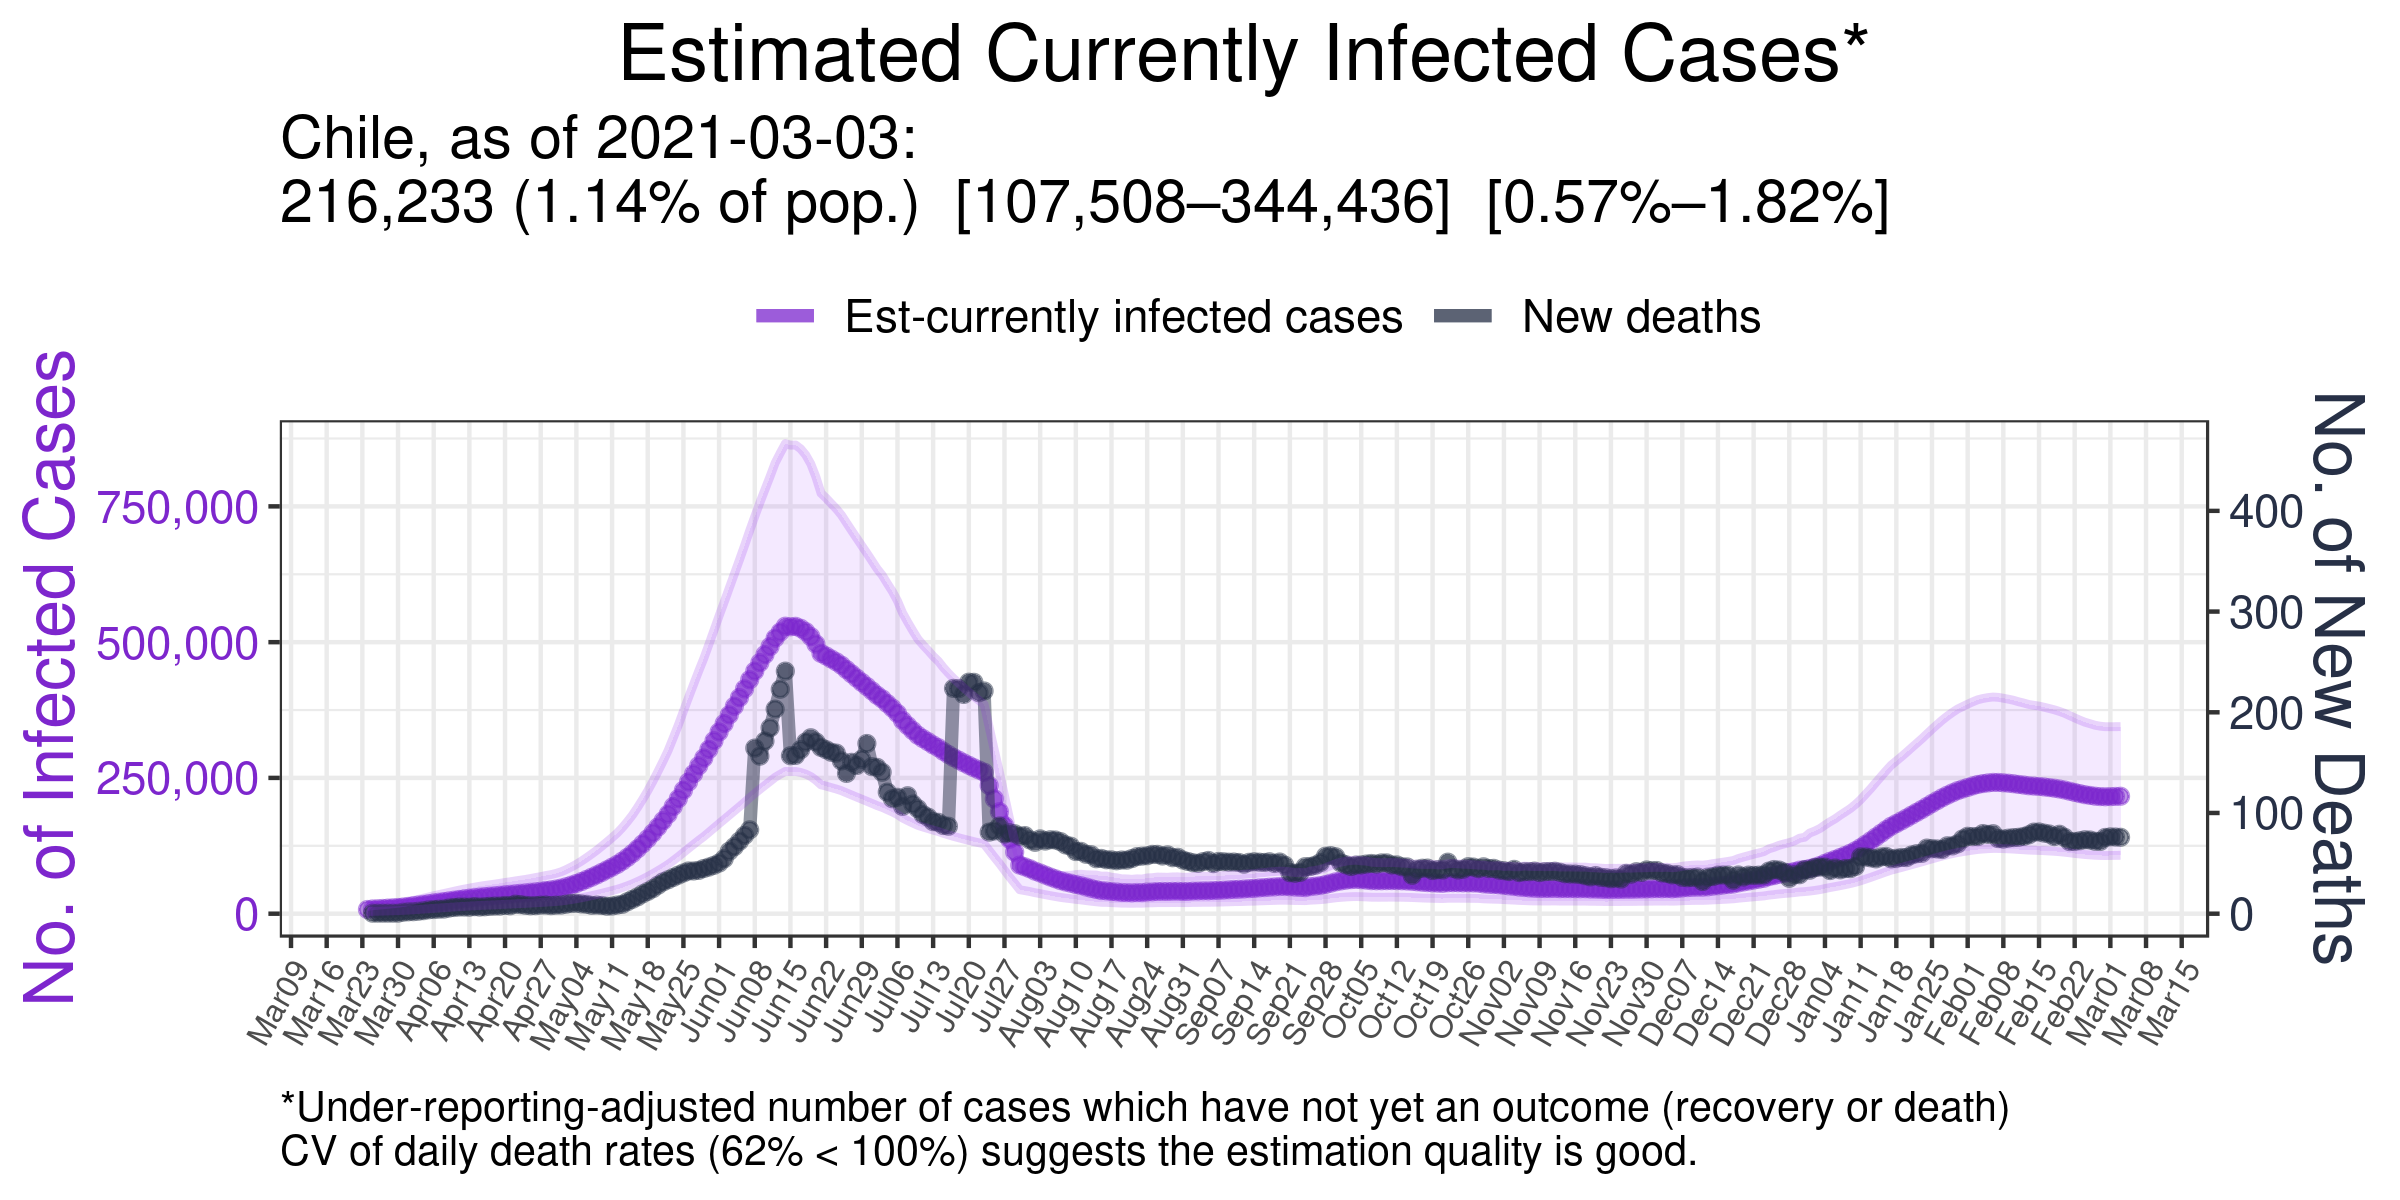 Estimated Currently Infected Cases*
Chile, as of 2021-03-03:
216,233 (1.14% of pop.) [107,508–344,436] [0.57%–1.82%]
Est-currently infected cases New deaths
No. of Infected Cases
750,000
500,000
250,000
0
400
300
200
100
0
No. of New Deaths
Mar09 Mar16 Mar23 Mar30 Apr06 Apr13 Apr20 Apr27 May04 May11 May18 May25 Jun01 Jun08 Jun15 Jun22 Jun29 Jul06 Jul13 Jul20 Jul27 Aug03 Aug10 Aug17 Aug24 Aug31 Sep07 Sep14 Sep21 Sep28 Oct05 Oct12 Oct19 Oct26 Nov02 Nov09 Nov16 Nov23 Nov30 Dec07 Dec14 Dec21 Dec28 Jan04 Jan11 Jan18 Jan25 Feb01 Feb08 Feb15 Feb22 Mar01 Mar08 Mar15
*Under-reporting-adjusted number of cases which have not yet an outcome (recovery or death)
CV of daily death rates (62% < 100%) suggests the estimation quality is good.